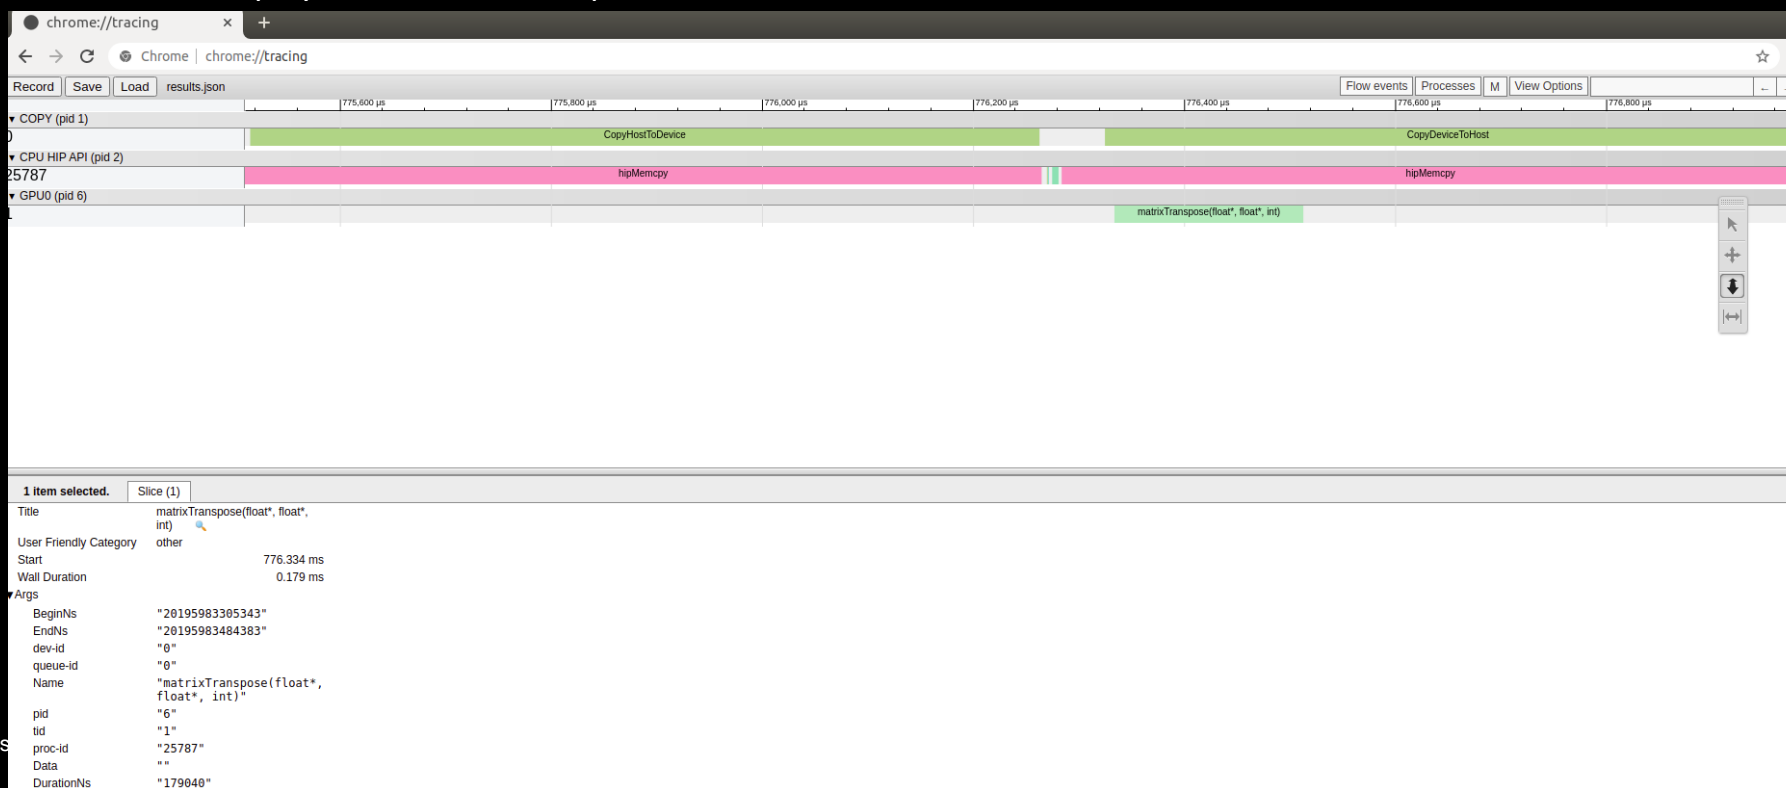 chrome://tracing × +
Chrome | chrome://tracing
Record Save Load results.json Flow events Processes M View Options ←
775,600 µs 775,800 µs 776,000 µs 776,200 µs 776,400 µs 776,600 µs 776,800 µs
▾ COPY (pid 1)
0 CopyHostToDevice CopyDeviceToHost
▾ CPU HIP API (pid 2)
25787 hipMemcpy hipMemcpy
▾ GPU0 (pid 6)
1 matrixTranspose(float*, float*, int)
1 item selected. Slice (1)
Title matrixTranspose(float*, float*,
int)
User Friendly Category other
Start 776.334 ms
Wall Duration 0.179 ms
▾Args
BeginNs "20195983305343"
EndNs "20195983484383"
dev-id "0"
queue-id "0"
Name "matrixTranspose(float*,
float*, int)"
pid "6"
tid "1"
s
proc-id "25787"
Data ""
DurationNs "179040"